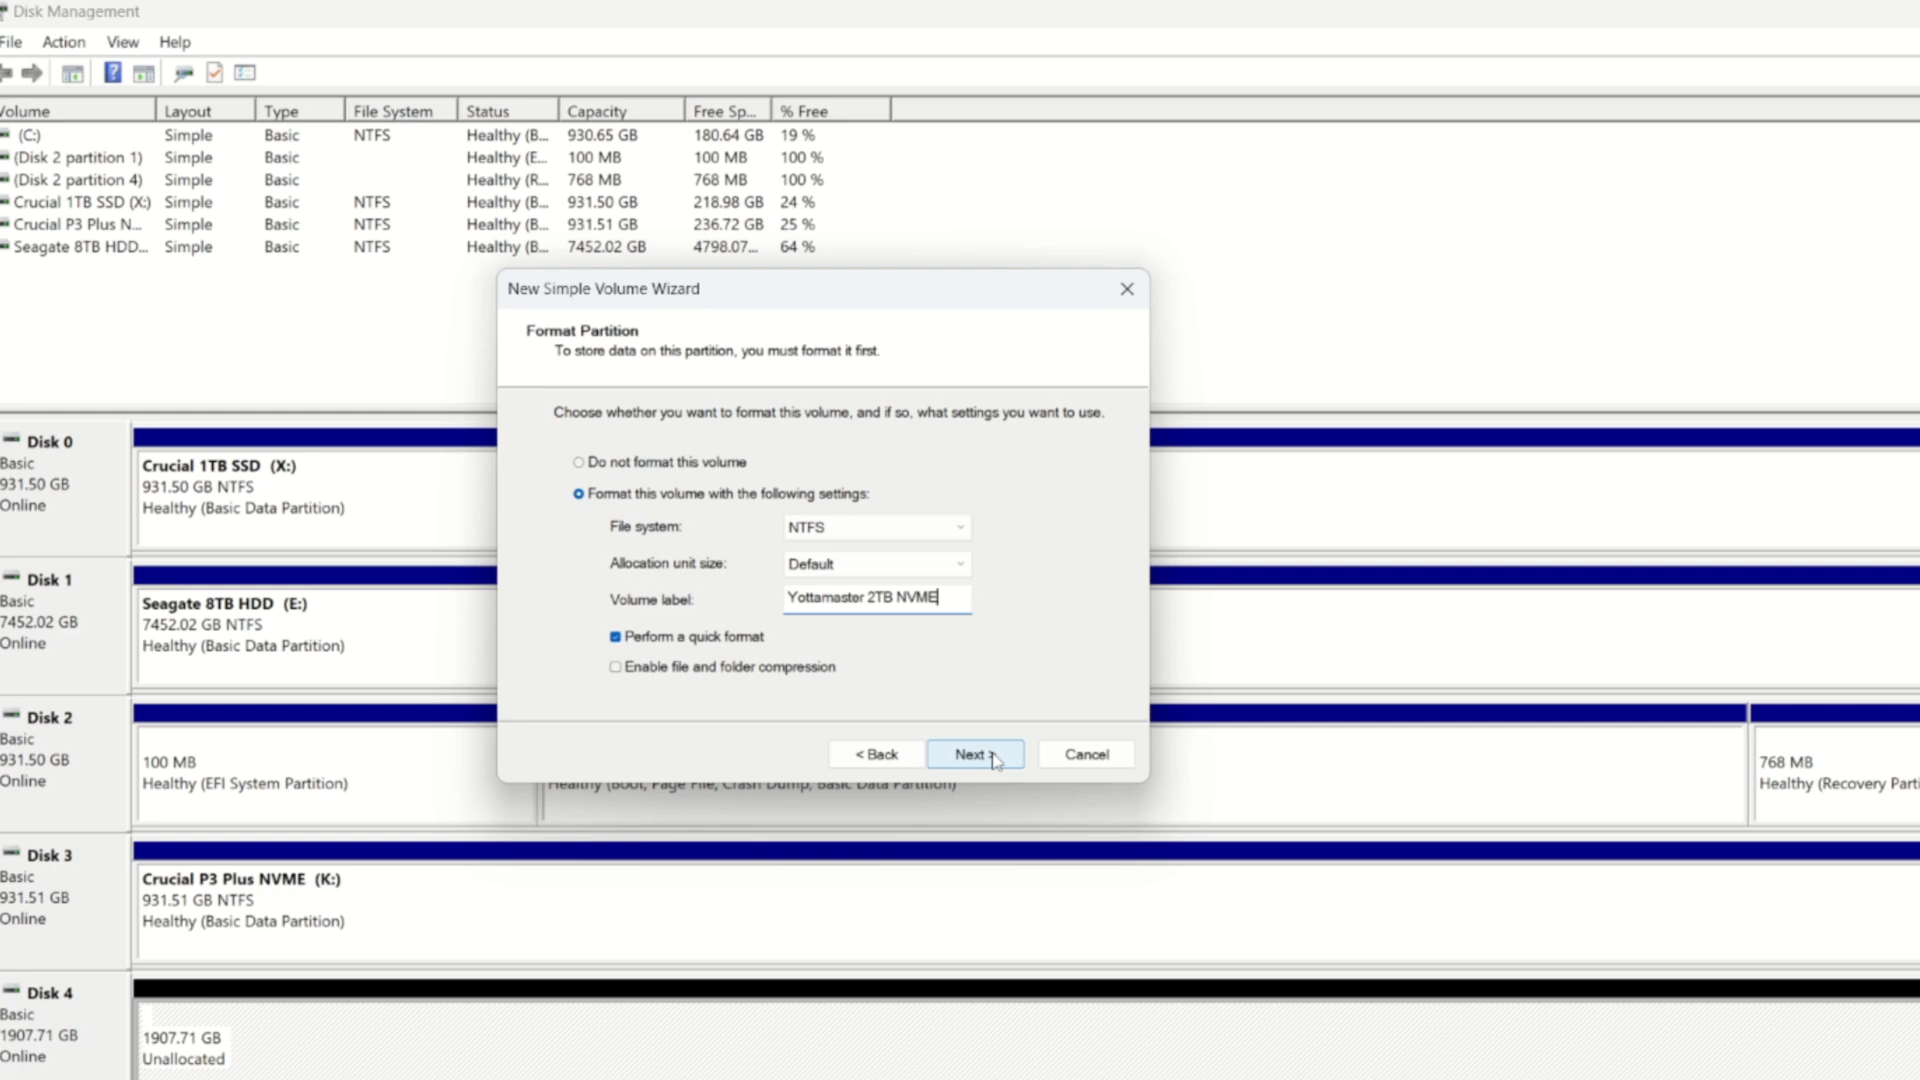 Disk Management
File Action View Help
Volume Layout Type File System Status Capacity Free Sp... % Free
(C:) Simple Basic NTFS Healthy (B... 930.65 GB 180.64 GB 19 %
(Disk 2 partition 1) Simple Basic Healthy (E... 100 MB 100 MB 100 %
(Disk 2 partition 4) Simple Basic Healthy (R... 768 MB 768 MB 100 %
Crucial 1TB SSD (X:) Simple Basic NTFS Healthy (B... 931.50 GB 218.98 GB 24 %
Crucial P3 Plus N... Simple Basic NTFS Healthy (B... 931.51 GB 236.72 GB 25 %
Seagate 8TB HDD... Simple Basic NTFS Healthy (B... 7452.02 GB 4798.07... 64 %
New Simple Volume Wizard
Format Partition
To store data on this partition, you must format it first.
Choose whether you want to format this volume, and if so, what settings you want to use.
Do not format this volume
Format this volume with the following settings:
File system: NTFS
Allocation unit size: Default
Volume label: Yottamaster 2TB NVME
Perform a quick format
Enable file and folder compression
< Back Next > Cancel
Disk 0
Basic
931.50 GB
Online
Crucial 1TB SSD (X:)
931.50 GB NTFS
Healthy (Basic Data Partition)
Disk 1
Basic
7452.02 GB
Online
Seagate 8TB HDD (E:)
7452.02 GB NTFS
Healthy (Basic Data Partition)
Disk 2
Basic
931.50 GB
Online
100 MB
Healthy (EFI System Partition)
Healthy (Boot, Page File, Crash Dump, Basic Data Partition)
768 MB
Healthy (Recovery Parti
Disk 3
Basic
931.51 GB
Online
Crucial P3 Plus NVME (K:)
931.51 GB NTFS
Healthy (Basic Data Partition)
Disk 4
Basic
1907.71 GB
Online
1907.71 GB
Unallocated